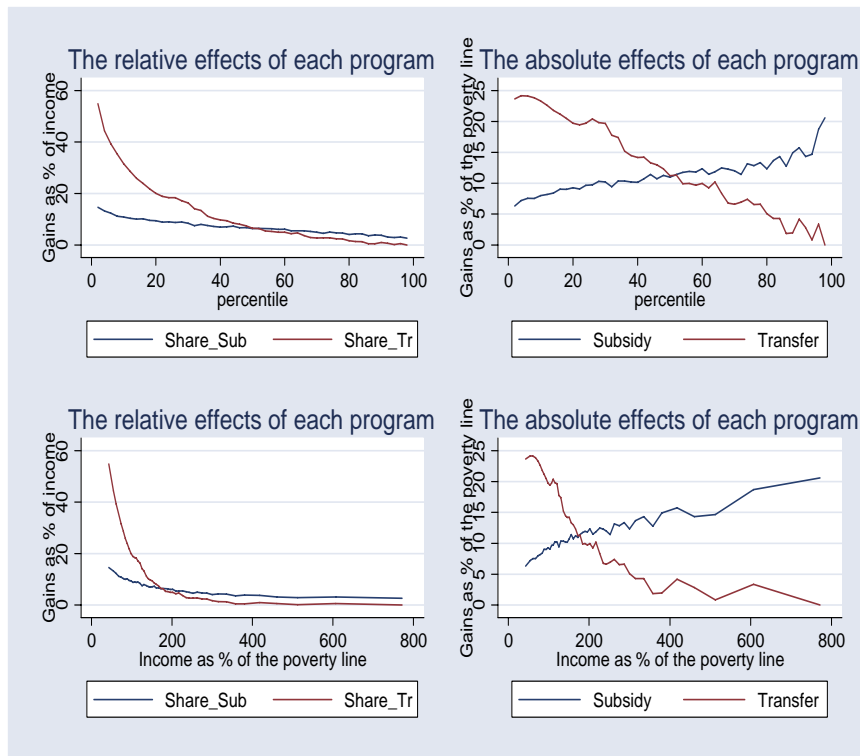 The relative effects of each program
Gains as % of income
0 20 40 60
0 20 40 60 80 100
percentile
Share_Sub Share_Tr
The absolute effects of each program
Gains as % of the poverty line
0 5 10 15 20 25
0 20 40 60 80 100
percentile
Subsidy Transfer
The relative effects of each program
Gains as % of income
0 20 40 60
0 200 400 600 800
Income as % of the poverty line
Share_Sub Share_Tr
The absolute effects of each program
Gains as % of the poverty line
0 5 10 15 20 25
0 200 400 600 800
Income as % of the poverty line
Subsidy Transfer